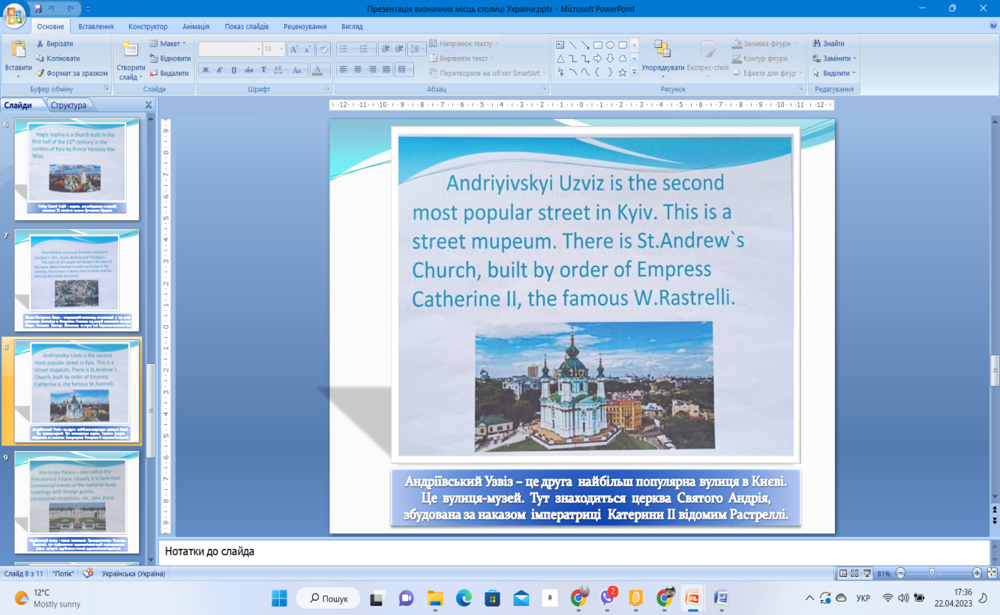 Презентація визначних місць столиці України.pptx - Microsoft PowerPoint
Основне Вставлення Конструктор Анімація Показ слайдів Рецензування Вигляд
Вставити
Вирізати
Копіювати
Формат за зразком
Буфер обміну
Створити слайд
Макет
Відновити
Видалити
Слайди
18
Шрифт
Напрямок тексту
Вирівняти текст
Перетворити на об'єкт SmartArt
Абзац
Упорядкувати
Експрес-стилі
Заливка фігури
Контур фігури
Ефекти для фігур
Рисунок
Знайти
Замінити
Виділити
Редагування
Слайди Структура
6
Hagia Sophia is a church built in the
first half of the 11th century in the
centers of Kyiv by Prince Yaroslav the
Wise.
7
8
Andriyivskyi Uzviz is the second
most popular street in Kyiv. This is a
street mupeum. There is St.Andrew`s
Church, built by order of Empress
Catherine II, the famous W.Rastrelli.
9
Mariinsky Palace – also called the
Presidential Palace. Usually it is here that
ceremonial events of the national level,
meetings with foreign guests,
ceremonial receptions, etc. take place.
Andriyivskyi Uzviz is the second
most popular street in Kyiv. This is a
street mupeum. There is St.Andrew`s
Church, built by order of Empress
Catherine II, the famous W.Rastrelli.
Андріївський Узвіз – це друга найбільш популярна вулиця в Києві.
Це вулиця-музей. Тут знаходиться церква Святого Андрія,
збудована за наказом імператриці Катерини ІІ відомим Растреллі.
Нотатки до слайда
Слайд 8 з 11 "Потік" Українська (Україна)
81%
12°C
Mostly sunny
Пошук
2
УКР
17:36
22.04.2023